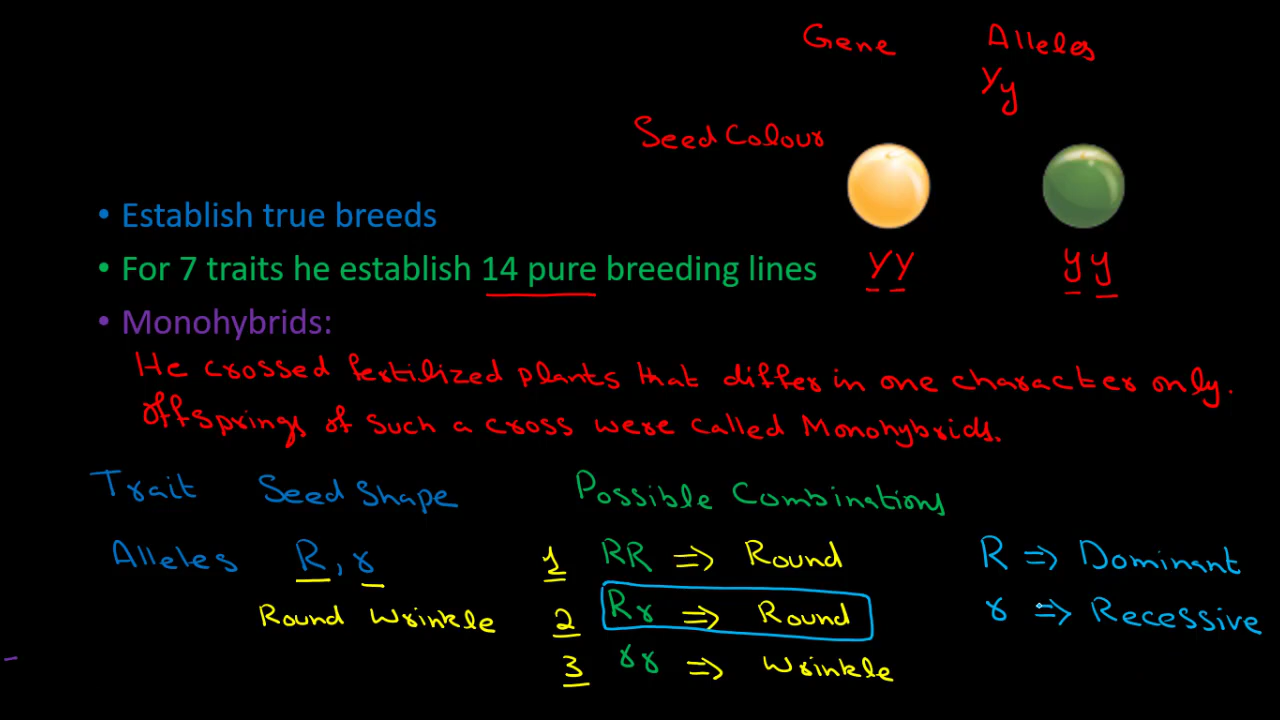 Gene Alleles
Yy
Seed Colour
• Establish true breeds
• For 7 traits he establish 14 pure breeding lines YY yy
• Monohybrids:
He crossed fertilized plants that differ in one character only.
Offsprings of such a cross were called Monohybrids.
Trait Seed Shape Possible Combinations
Alleles R, r 1 RR => Round R => Dominant
Round Wrinkle 2 Rr => Round r => Recessive
3 rr => Wrinkle